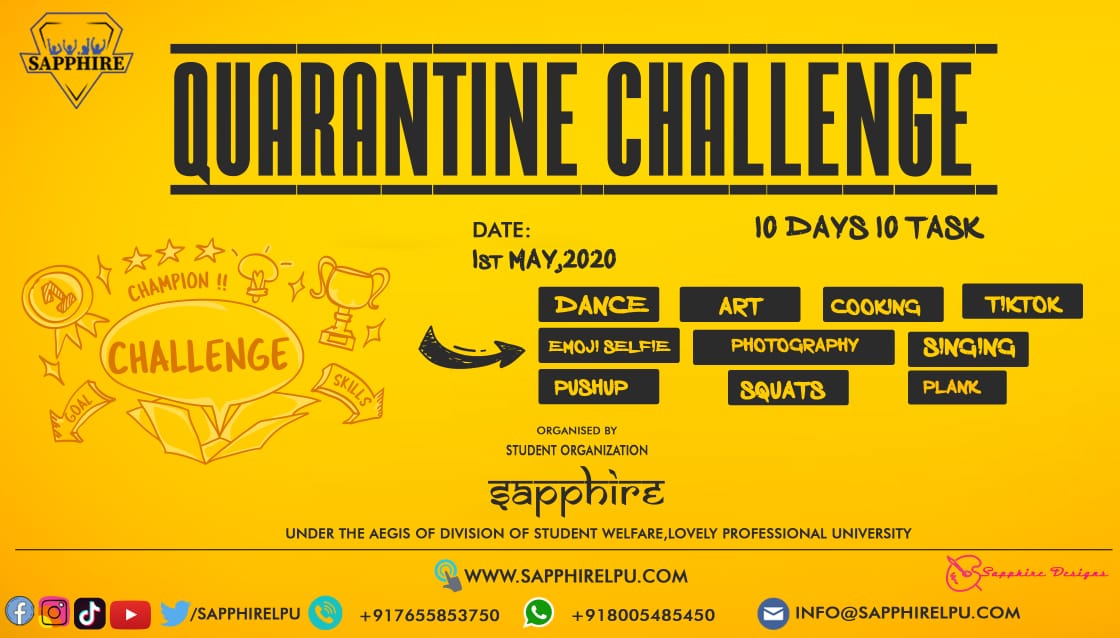 SAPPHIRE
QUARANTINE CHALLENGE
DATE:
1ST MAY,2020
10 DAYS 10 TASK
CHAMPION !!
CHALLENGE
GOAL
SKILLS
DANCE ART COOKING TIKTOK
EMOJI SELFIE PHOTOGRAPHY SINGING
PUSHUP SQUATS PLANK
ORGANISED BY
STUDENT ORGANIZATION
sapphire
UNDER THE AEGIS OF DIVISION OF STUDENT WELFARE,LOVELY PROFESSIONAL UNIVERSITY
WWW.SAPPHIRELPU.COM
Sapphire Designs
/SAPPHIRELPU +917655853750 +918005485450 INFO@SAPPHIRELPU.COM